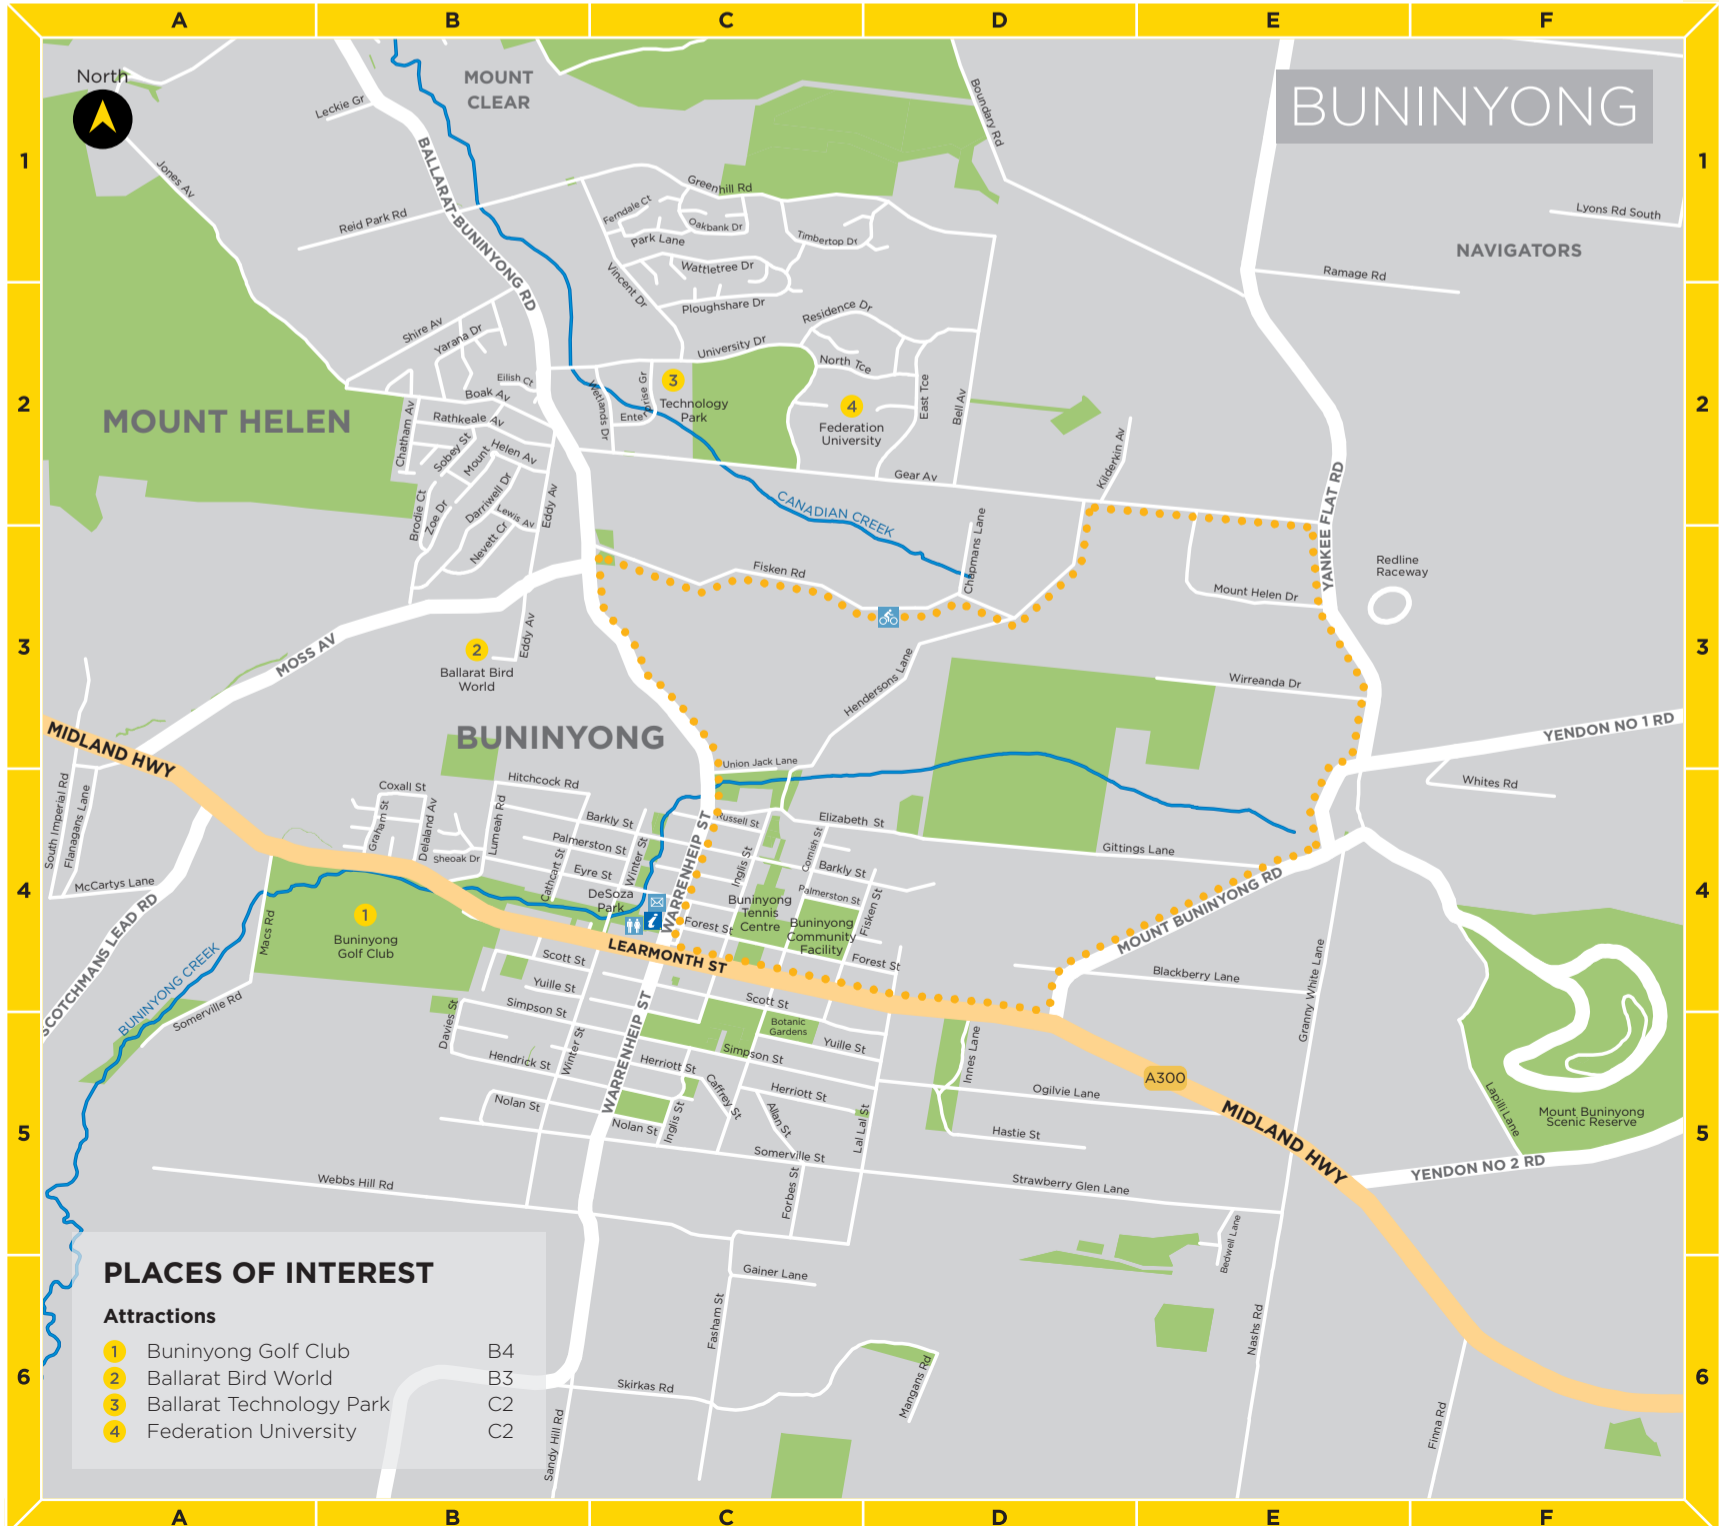 A
B
C
D
E
F
1
2
3
4
5
6
1
2
3
4
5
6
A
B
C
D
E
F
North
BUNINYONG
MOUNT
CLEAR
Leckie Gr
Jones Av
BALLARAT-BUNINYONG RD
Reid Park Rd
Greenhill Rd
Ferndale Ct
Oakbank Dr
Park Lane
Timbertop Dr
Wattletree Dr
Vincent Dr
Ploughshare Dr
Boundary Rd
Lyons Rd South
NAVIGATORS
Ramage Rd
Shire Av
Yarana Dr
Residence Dr
University Dr
North Tce
Eilish Ct
Boak Av
Wetlands Dr
Enterprise Gr
3
Technology
Park
4
Federation
University
East Tce
Bell Av
MOUNT HELEN
Chatham Av
Rathkeale Av
Sobey St
Mount
Helen Av
Gear Av
Kilderkin Av
Brodie Ct
Zoe Dr
Darriwell Dr
Lewis Av
Nevett Cr
Eddy Av
CANADIAN CREEK
Chapmans Lane
YANKEE FLAT RD
Redline
Raceway
Fisken Rd
Mount Helen Dr
MOSS AV
Eddy Av
2
Ballarat Bird
World
Hendersons Lane
Wirreanda Dr
MIDLAND HWY
BUNINYONG
YENDON NO 1 RD
Union Jack Lane
South Imperial Rd
Flanagans Lane
Coxall St
Hitchcock Rd
Whites Rd
Graham St
Delaland Av
Lumeah Rd
Barkly St
Russell St
Elizabeth St
Palmerston St
Winter St
WARRENHEIP ST
Cornish St
Gittings Lane
Sheoak Dr
Cathcart St
Eyre St
Inglis St
Barkly St
McCartys Lane
DeSoza
Park
Palmerston St
Fisken St
SCOTCHMANS LEAD RD
Macs Rd
1
Buninyong
Golf Club
i
Buninyong
Tennis
Centre
Buninyong
Community
Facility
Forest St
MOUNT BUNINYONG RD
LEARMONTH ST
Forest St
Scott St
Blackberry Lane
Granny White Lane
BUNINYONG CREEK
Somerville Rd
Yuille St
Scott St
Simpson St
Botanic
Gardens
Davies St
Winter St
WARRENHEIP ST
Yuille St
Simpson St
Innes Lane
Hendrick St
Herriott St
Caffrey St
Herriott St
Ogilvie Lane
A300
MIDLAND HWY
Lapilli Lane
Mount Buninyong
Scenic Reserve
Nolan St
Nolan St
Inglis St
Allan St
Lal Lal St
Hastie St
Somerville St
YENDON NO 2 RD
Webbs Hill Rd
Forbes St
Strawberry Glen Lane
Bedwell Lane
Gainer Lane
Fasham St
Nashs Rd
Skirkas Rd
Mangans Rd
Sandy Hill Rd
Finna Rd
PLACES OF INTEREST
Attractions
1 Buninyong Golf Club B4
2 Ballarat Bird World B3
3 Ballarat Technology Park C2
4 Federation University C2